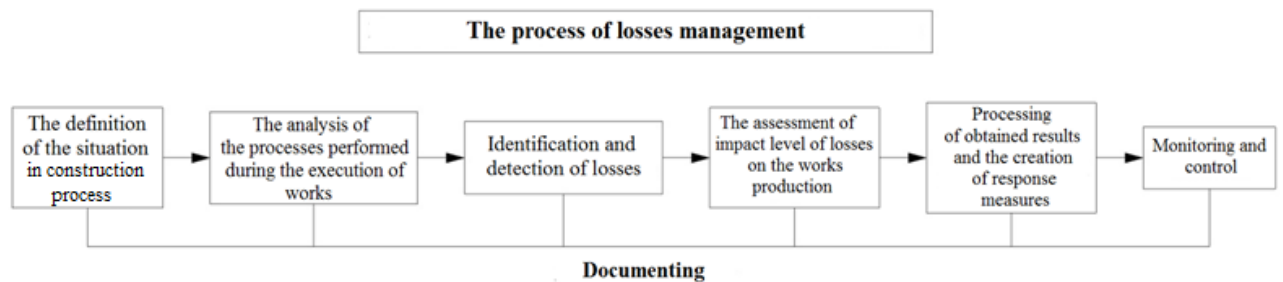 The process of losses management
The definition
of the situation
in construction
process
The analysis of
the processes performed
during the execution of
works
Identification and
detection of losses
The assessment of
impact level of losses
on the works
production
Processing
of obtained results
and the creation
of response
measures
Monitoring and
control
Documenting